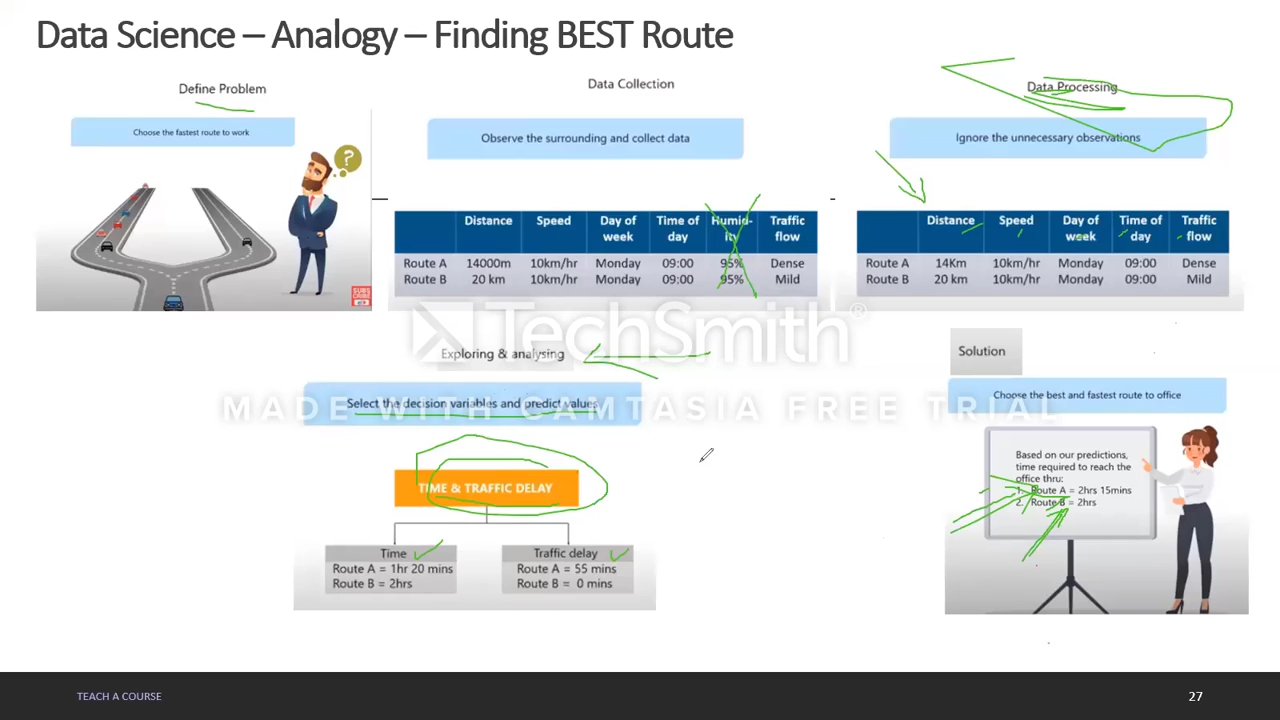 Data Science – Analogy – Finding BEST Route
Define Problem
Choose the fastest route to work
?
SUBSCRIBE
Data Collection
Observe the surrounding and collect data
Distance Speed Day of week Time of day Humid-ity Traffic flow
Route A 14000m 10km/hr Monday 09:00 95% Dense
Route B 20 km 10km/hr Monday 09:00 95% Mild
Data Processing
Ignore the unnecessary observations
Distance Speed Day of week Time of day Traffic flow
Route A 14Km 10km/hr Monday 09:00 Dense
Route B 20 km 10km/hr Monday 09:00 Mild
TechSmith®
MADE WITH CAMTASIA FREE TRIAL
Exploring & analysing
Select the decision variables and predict values
TIME & TRAFFIC DELAY
Time
Route A = 1hr 20 mins
Route B = 2hrs
Traffic delay
Route A = 55 mins
Route B = 0 mins
Solution
Choose the best and fastest route to office
Based on our predictions,
time required to reach the
office thru:
1. Route A = 2hrs 15mins
2. Route B = 2hrs
TEACH A COURSE
27